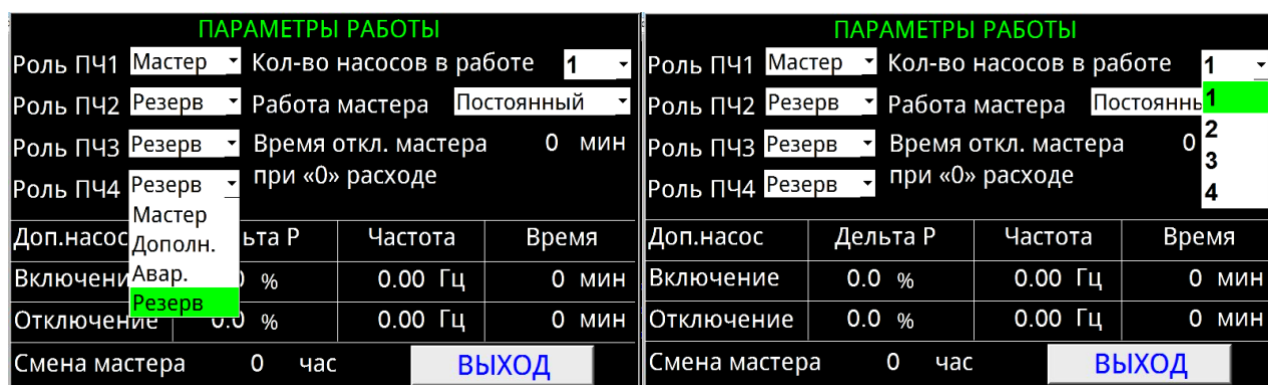 ПАРАМЕТРЫ РАБОТЫ
Роль ПЧ1 Мастер Кол-во насосов в работе 1
Роль ПЧ2 Резерв Работа мастера Постоянный
Роль ПЧ3 Резерв Время откл. мастера 0 мин
при «0» расходе
Роль ПЧ4 Резерв
Мастер
Дополн.
Авар.
Резерв
Доп.насос ьта Р Частота Время
Включени 0 % 0.00 Гц 0 мин
Отключение 0.0 % 0.00 Гц 0 мин
Смена мастера 0 час ВЫХОД
ПАРАМЕТРЫ РАБОТЫ
Роль ПЧ1 Мастер Кол-во насосов в работе 1
1
2
3
4
Роль ПЧ2 Резерв Работа мастера Постояннь
Роль ПЧ3 Резерв Время откл. мастера 0
при «0» расходе
Роль ПЧ4 Резерв
Доп.насос Дельта Р Частота Время
Включение 0.0 % 0.00 Гц 0 мин
Отключение 0.0 % 0.00 Гц 0 мин
Смена мастера 0 час ВЫХОД